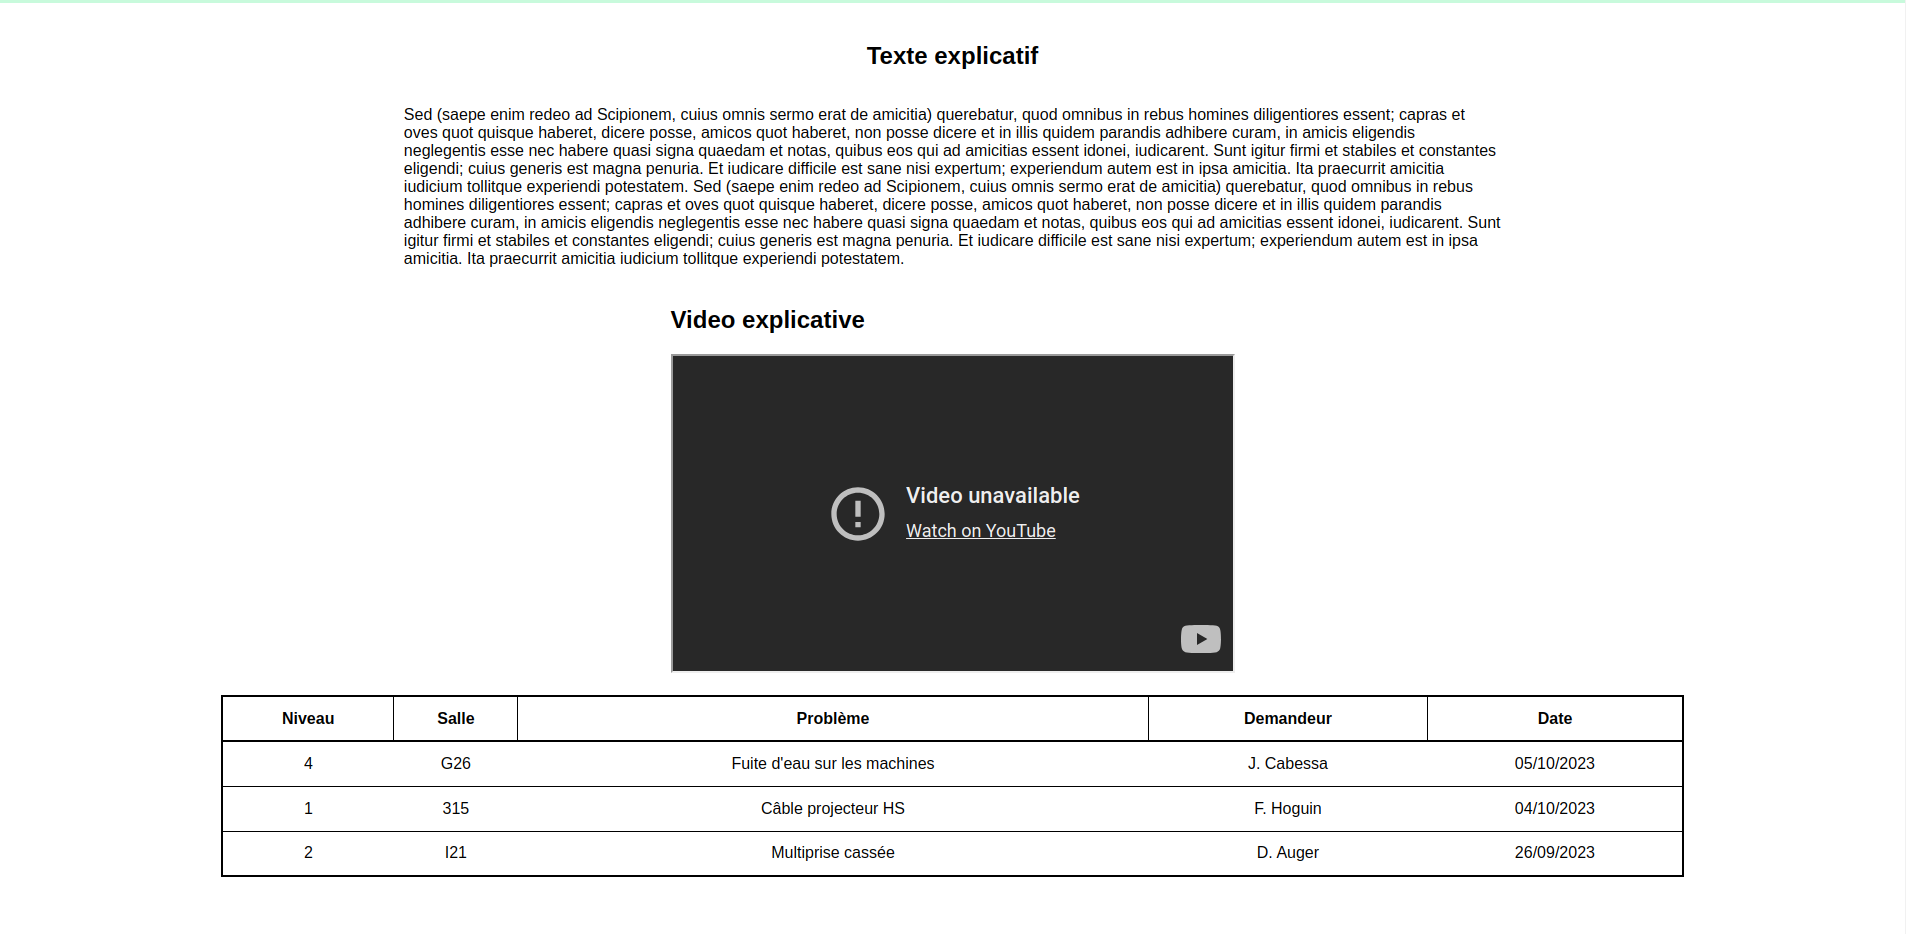 Texte explicatif
Sed (saepe enim redeo ad Scipionem, cuius omnis sermo erat de amicitia) querebatur, quod omnibus in rebus homines diligentiores essent; capras et
oves quot quisque haberet, dicere posse, amicos quot haberet, non posse dicere et in illis quidem parandis adhibere curam, in amicis eligendis
neglegentis esse nec habere quasi signa quaedam et notas, quibus eos qui ad amicitias essent idonei, iudicarent. Sunt igitur firmi et stabiles et constantes
eligendi; cuius generis est magna penuria. Et iudicare difficile est sane nisi expertum; experiendum autem est in ipsa amicitia. Ita praecurrit amicitia
iudicium tollitque experiendi potestatem. Sed (saepe enim redeo ad Scipionem, cuius omnis sermo erat de amicitia) querebatur, quod omnibus in rebus
homines diligentiores essent; capras et oves quot quisque haberet, dicere posse, amicos quot haberet, non posse dicere et in illis quidem parandis
adhibere curam, in amicis eligendis neglegentis esse nec habere quasi signa quaedam et notas, quibus eos qui ad amicitias essent idonei, iudicarent. Sunt
igitur firmi et stabiles et constantes eligendi; cuius generis est magna penuria. Et iudicare difficile est sane nisi expertum; experiendum autem est in ipsa
amicitia. Ita praecurrit amicitia iudicium tollitque experiendi potestatem.
Video explicative
Video unavailable
Watch on YouTube
Niveau Salle Problème Demandeur Date
4 G26 Fuite d'eau sur les machines J. Cabessa 05/10/2023
1 315 Câble projecteur HS F. Hoguin 04/10/2023
2 I21 Multiprise cassée D. Auger 26/09/2023